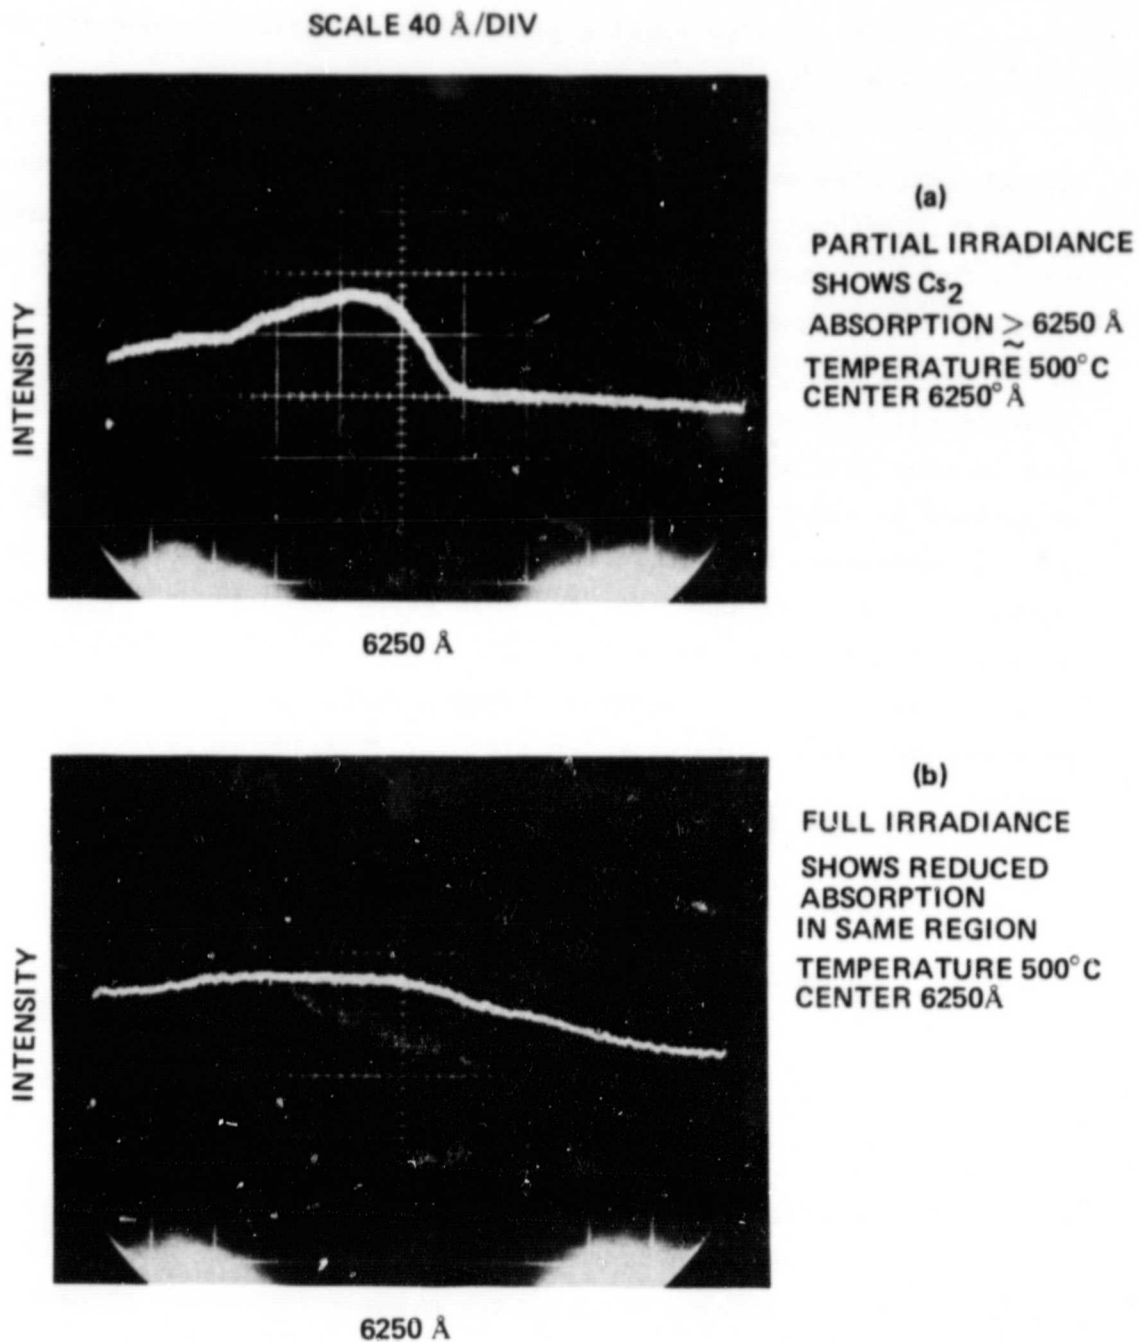 SCALE 40 Å/DIV
INTENSITY
(a)
PARTIAL IRRADIANCE
SHOWS Cs₂
ABSORPTION ≳ 6250 Å
TEMPERATURE 500°C
CENTER 6250° Å
6250 Å
INTENSITY
(b)
FULL IRRADIANCE
SHOWS REDUCED
ABSORPTION
IN SAME REGION
TEMPERATURE 500°C
CENTER 6250Å
6250 Å